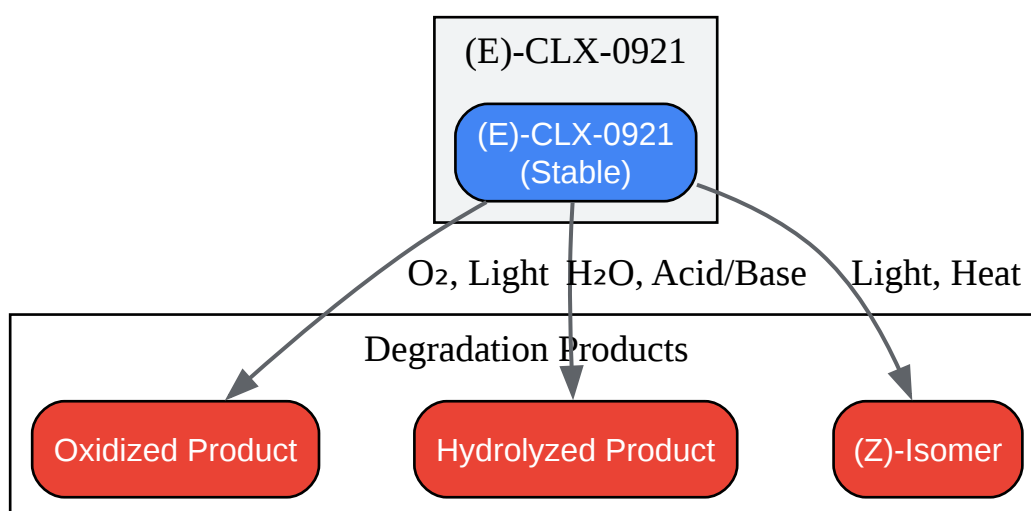 (E)-CLX-0921
(E)-CLX-0921
(Stable)
O₂, Light
H₂O, Acid/Base
Light, Heat
Degradation Products
Oxidized Product
Hydrolyzed Product
(Z)-Isomer